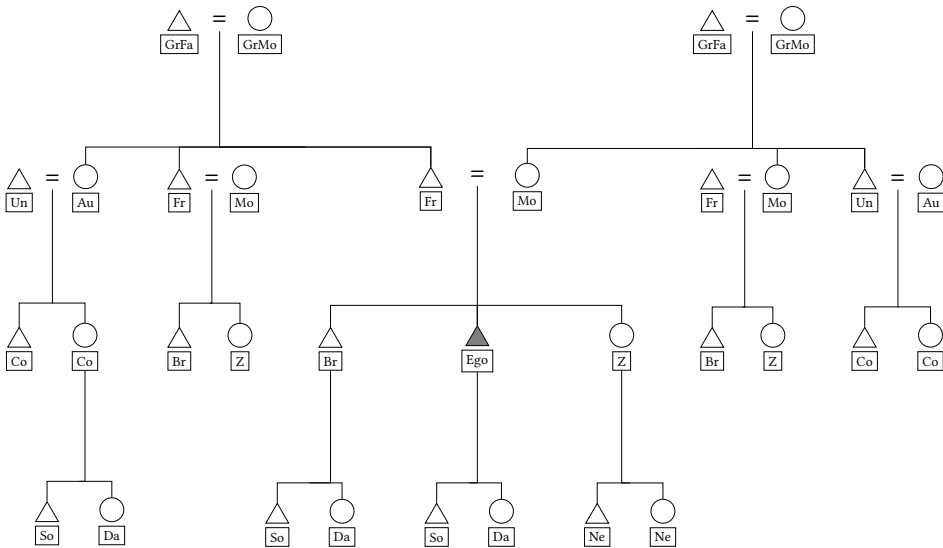 GrFa = GrMo GrFa = GrMo
Un = Au Fr = Mo Fr = Mo Fr = Mo Un = Au
Co Co Br Z Br Ego Z Br Z Co Co
So Da So Da So Da Ne Ne